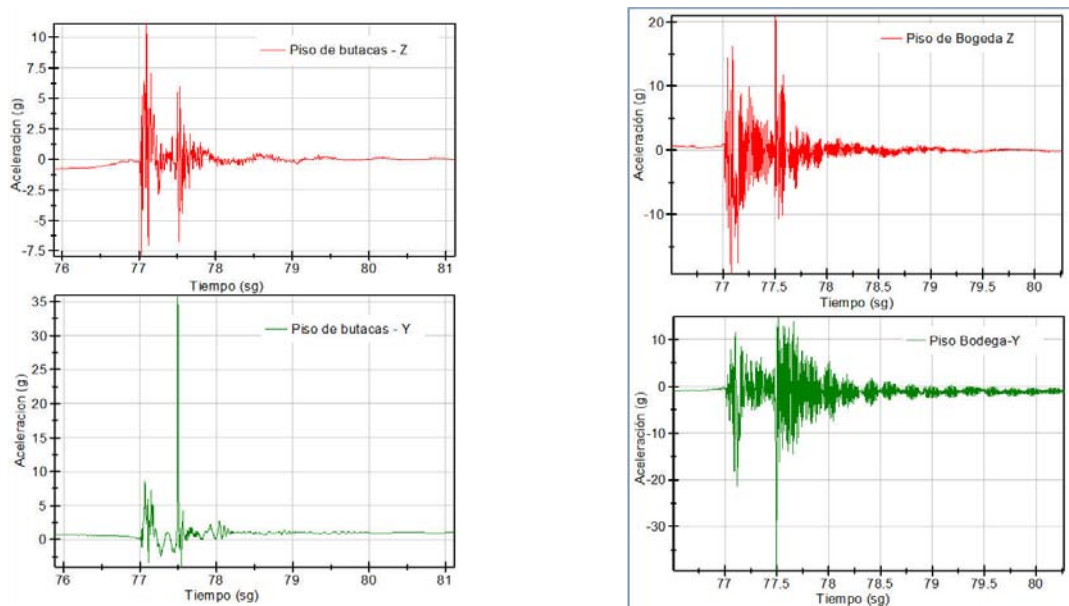 10
7.5
5
2.5
0
-2.5
-5
-7.5
Aceleracion (g)
Piso de butacas - Z
76 77 78 79 80 81
Tiempo (sg)
35
30
25
20
15
10
5
0
Aceleración (g)
Piso de butacas - Y
76 77 78 79 80 81
Tiempo (sg)
20
10
0
-10
Aceleracion (g)
Piso de Bogeda Z
77 77.5 78 78.5 79 79.5 80
Tiempo (sg)
10
0
-10
-20
-30
Aceleración (g)
Piso Bodega-Y
77 77.5 78 78.5 79 79.5 80
Tiempo (sg)